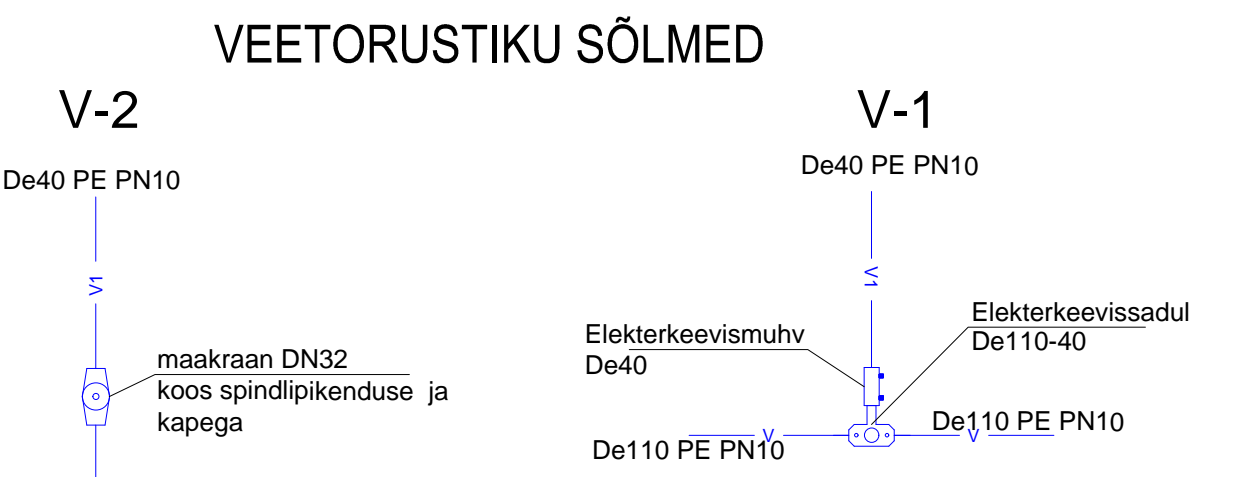 VEETORUSTIKU SÕLMED
V-2
De40 PE PN10
V1
maakraan DN32
koos spindlipikenduse ja
kapega
V-1
De40 PE PN10
V1
Elekterkeevismuhv
De40
Elekterkeevissadul
De110-40
V
De110 PE PN10
V
De110 PE PN10